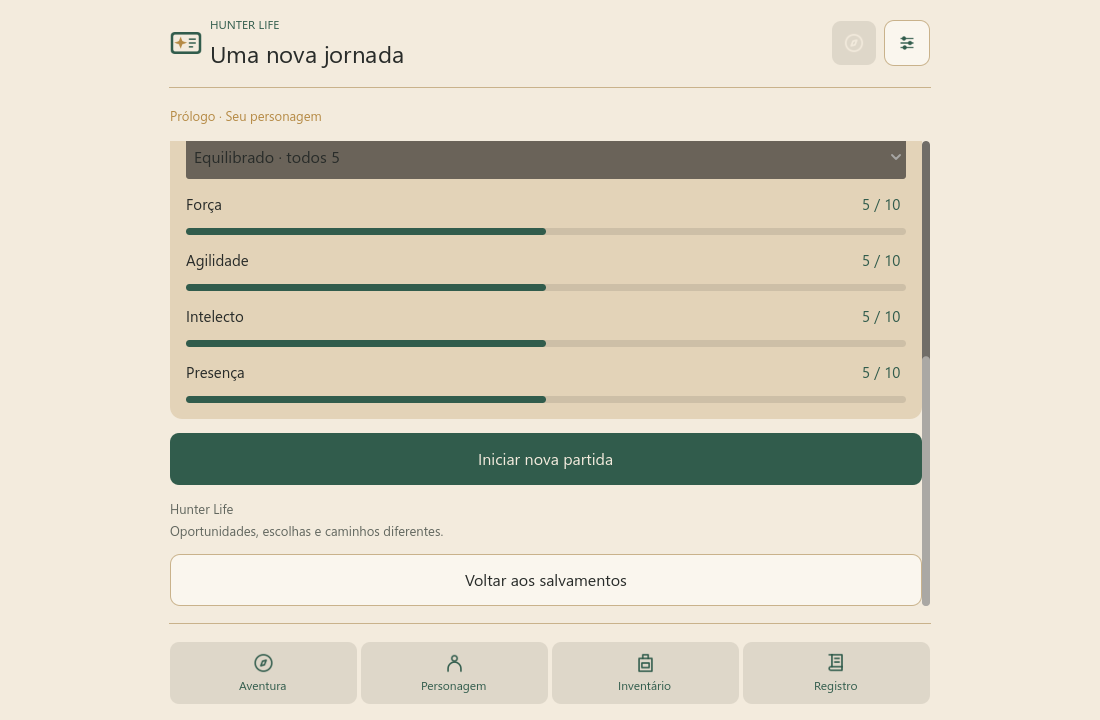 HUNTER LIFE
Uma nova jornada
Prólogo · Seu personagem
Equilibrado · todos 5
Força 5 / 10
Agilidade 5 / 10
Intelecto 5 / 10
Presença 5 / 10
Iniciar nova partida
Hunter Life
Oportunidades, escolhas e caminhos diferentes.
Voltar aos salvamentos
Aventura Personagem Inventário Registro